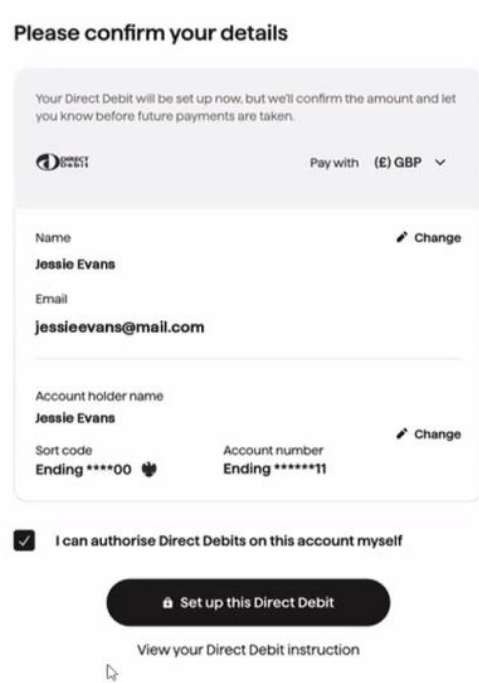 Please confirm your details
Your Direct Debit will be set up now, but we'll confirm the amount and let
you know before future payments are taken.
DIRECT
Debit
Pay with (£) GBP
Name
Change
Jessie Evans
Email
jessieevans@mail.com
Account holder name
Jessie Evans
Change
Sort code
Account number
Ending ****00
Ending ******11
I can authorise Direct Debits on this account myself
Set up this Direct Debit
View your Direct Debit instruction